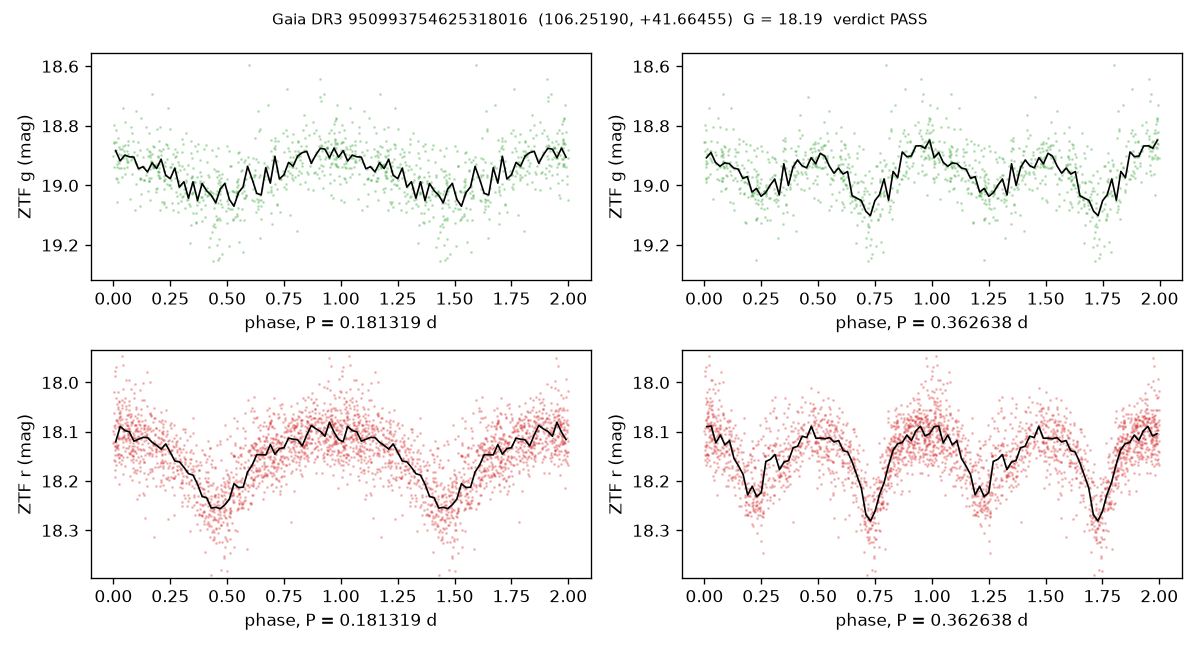 Gaia DR3 950993754625318016 (106.25190, +41.66455) G = 18.19 verdict PASS
ZTF g (mag)
18.6
18.8
19.0
19.2
0.00 0.25 0.50 0.75 1.00 1.25 1.50 1.75 2.00
phase, P = 0.181319 d
ZTF g (mag)
18.6
18.8
19.0
19.2
0.00 0.25 0.50 0.75 1.00 1.25 1.50 1.75 2.00
phase, P = 0.362638 d
ZTF r (mag)
18.0
18.1
18.2
18.3
0.00 0.25 0.50 0.75 1.00 1.25 1.50 1.75 2.00
phase, P = 0.181319 d
ZTF r (mag)
18.0
18.1
18.2
18.3
0.00 0.25 0.50 0.75 1.00 1.25 1.50 1.75 2.00
phase, P = 0.362638 d